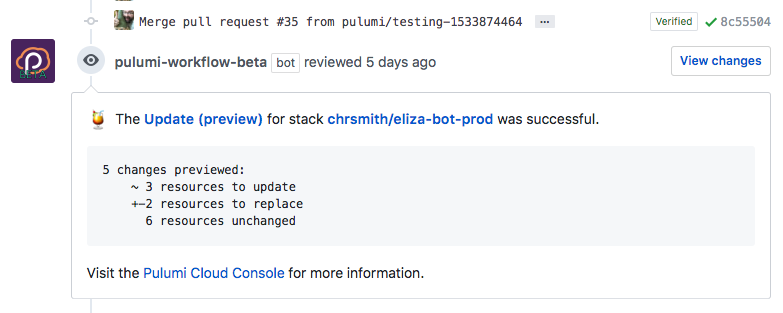 Merge pull request #35 from pulumi/testing-1533874464 … Verified 8c55504
BETA
pulumi-workflow-beta bot reviewed 5 days ago View changes
The Update (preview) for stack chrsmith/eliza-bot-prod was successful.
5 changes previewed:
~ 3 resources to update
+-2 resources to replace
6 resources unchanged
Visit the Pulumi Cloud Console for more information.